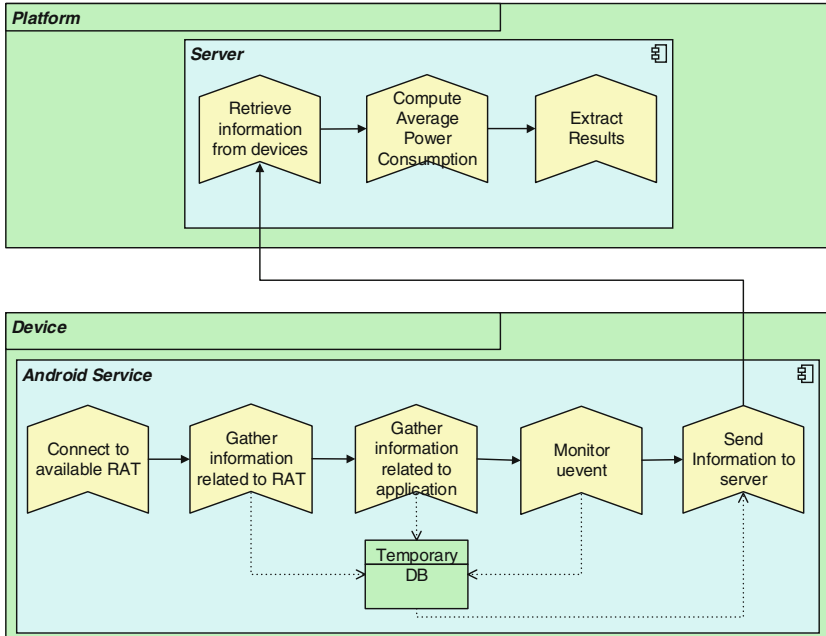 Platform
Server
Retrieve
information
from devices
Compute
Average
Power
Consumption
Extract
Results
Device
Android Service
Connect to
available RAT
Gather
information
related to RAT
Gather
information
related to
application
Monitor
uevent
Send
Information to
server
Temporary
DB